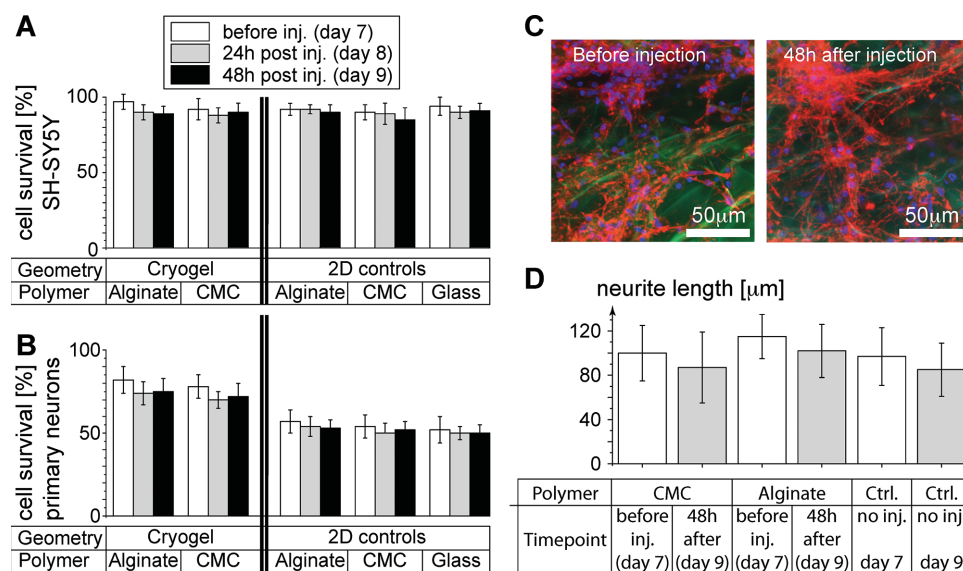 A
before inj. (day 7)
24h post inj. (day 8)
48h post inj. (day 9)
cell survival [%]
SH-SY5Y
100
50
0
Geometry Cryogel 2D controls
Polymer Alginate CMC Alginate CMC Glass
B
cell survival [%]
primary neurons
100
50
0
Geometry Cryogel 2D controls
Polymer Alginate CMC Alginate CMC Glass
C
Before injection
50µm
48h after injection
50µm
D
neurite length [µm]
120
80
40
0
Polymer CMC Alginate Ctrl. Ctrl.
Timepoint before 48h before 48h no inj. no inj.
inj. after inj. after
(day 7) (day 9) (day 7) (day 9) day 7 day 9